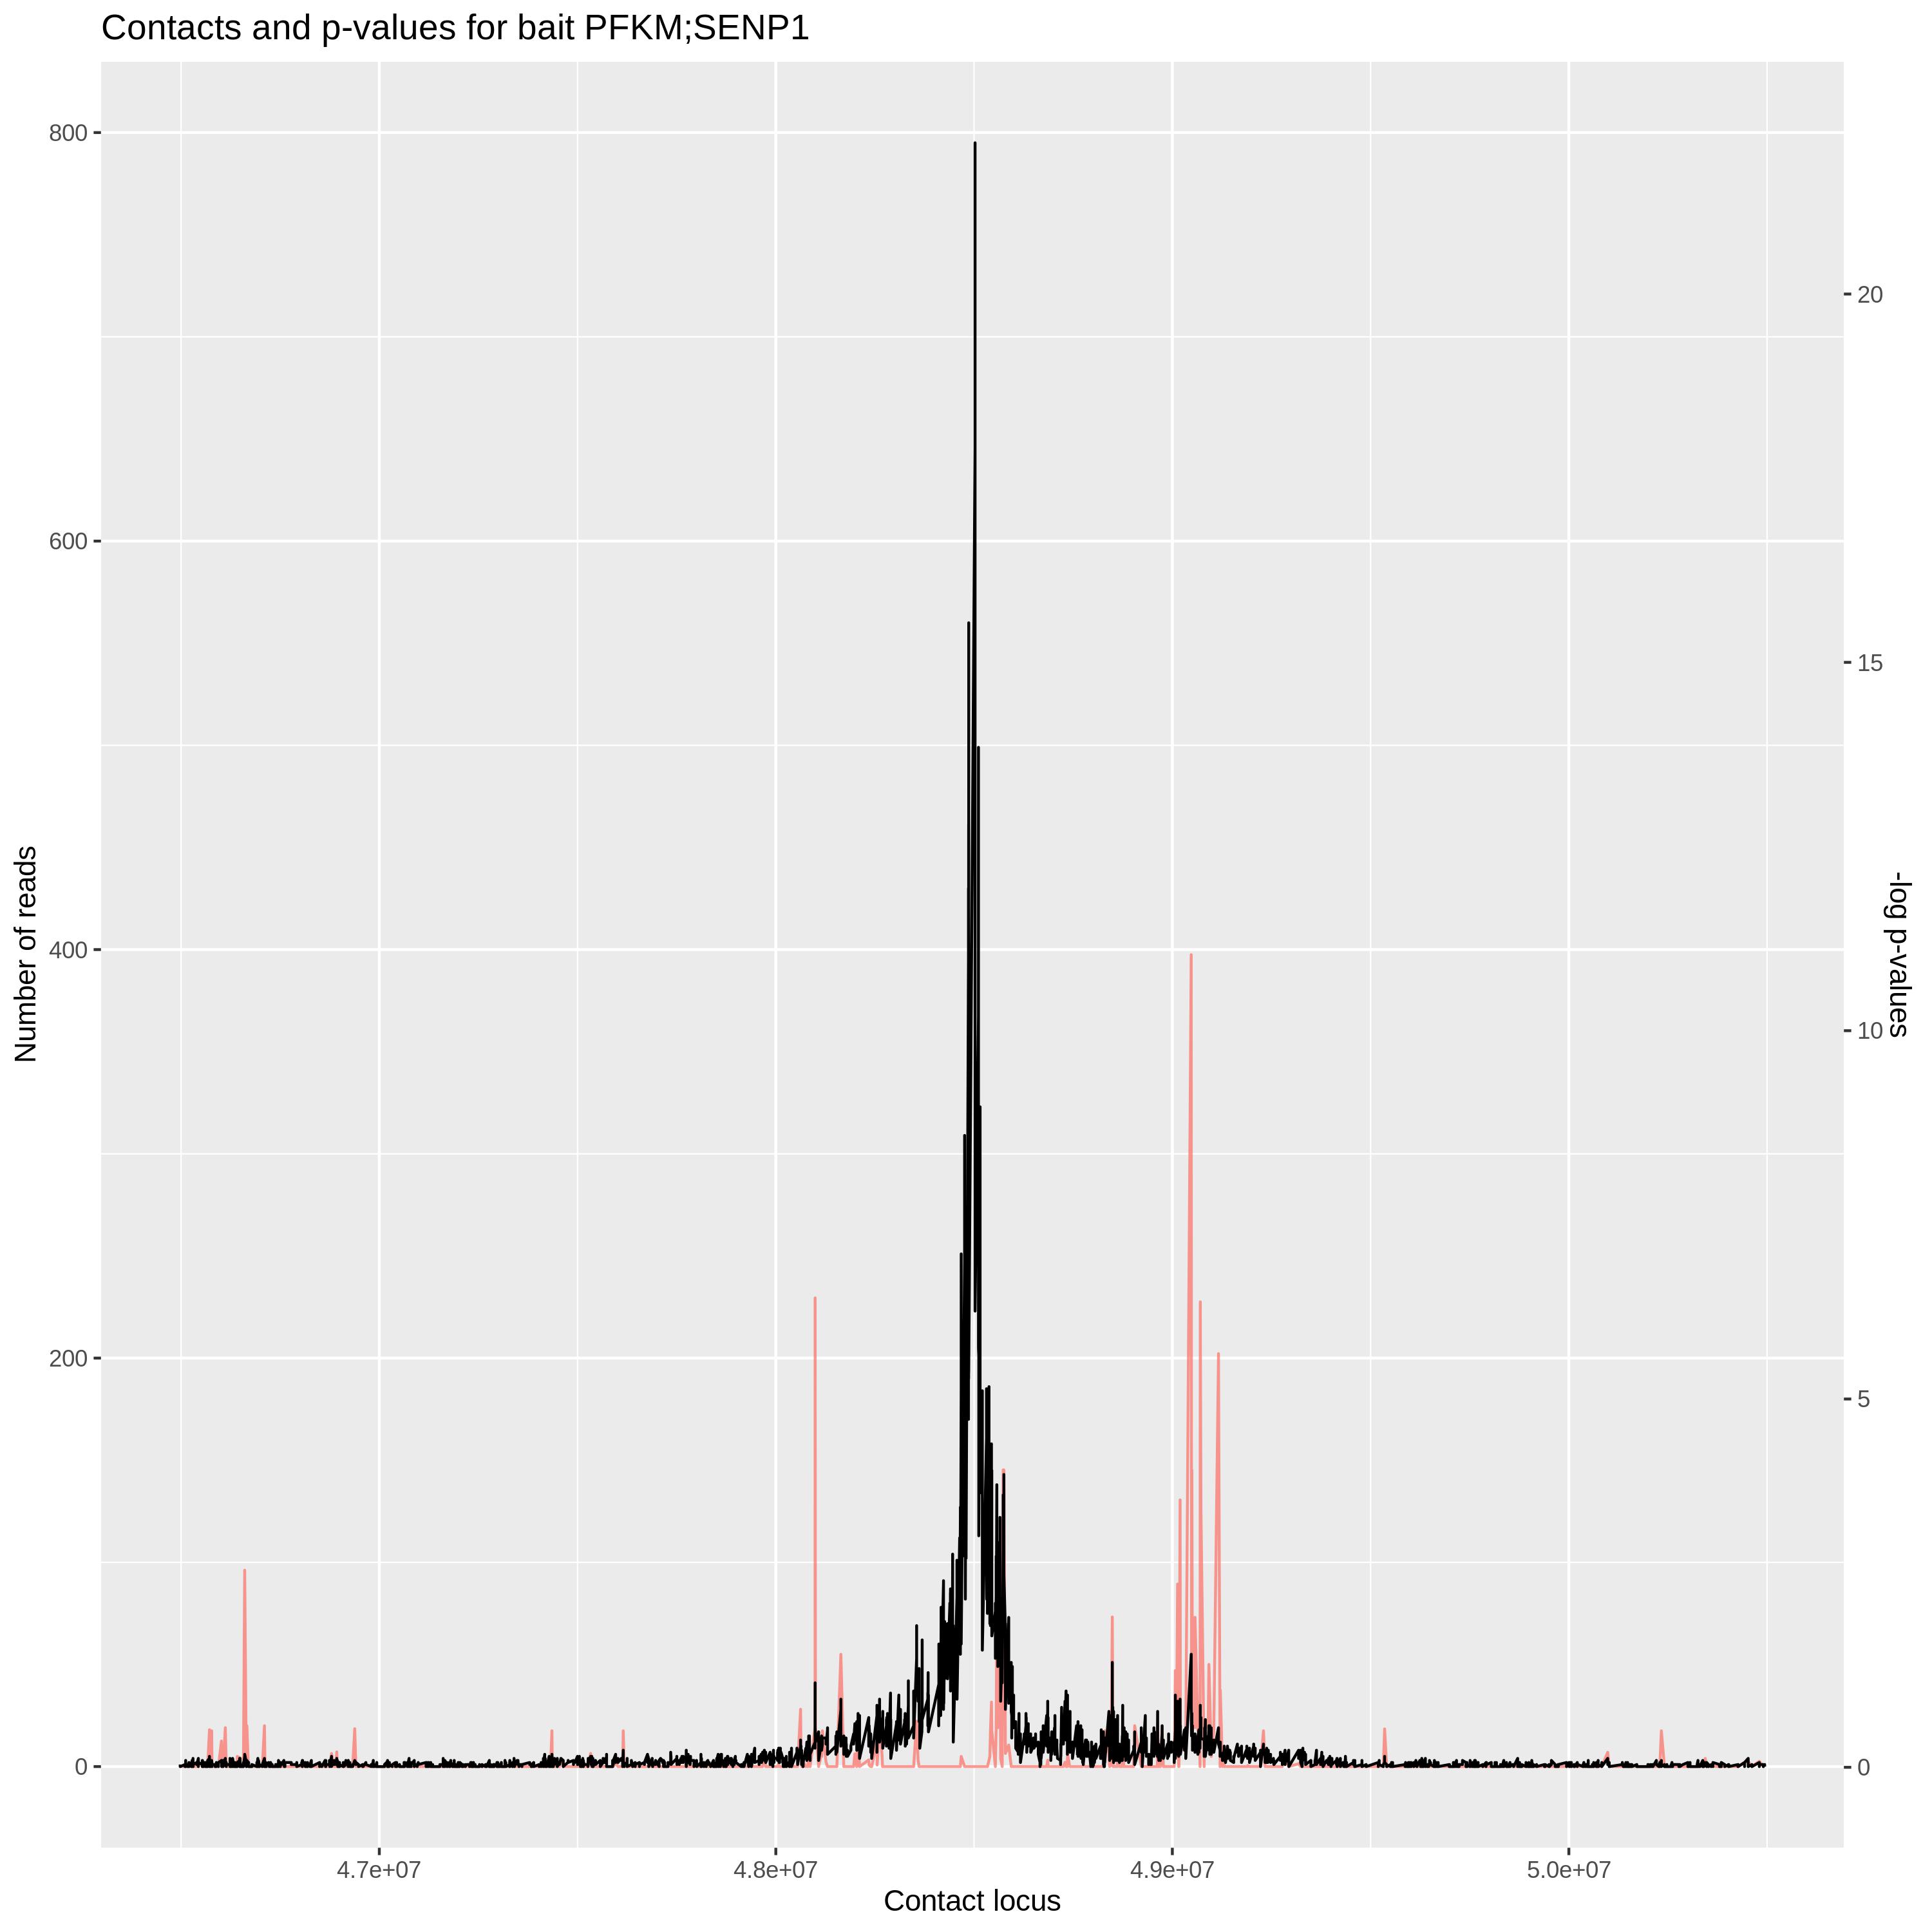 Contacts and p-values for bait PFKM;SENP1
800
600
400
200
0
Number of reads
20
15
10
5
0
-log p-values
4.7e+07
4.8e+07
4.9e+07
5.0e+07
Contact locus